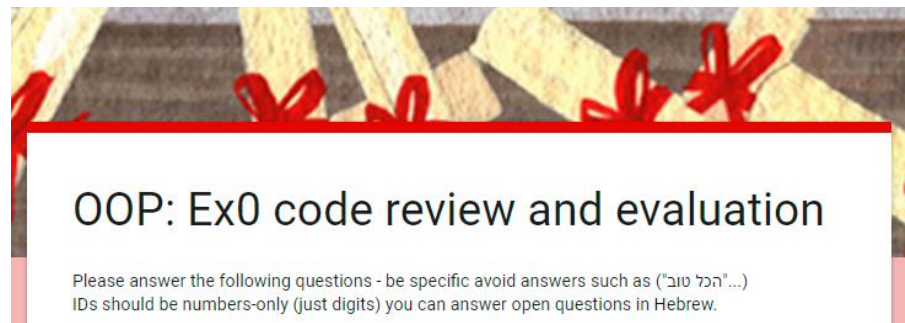 OOP: Ex0 code review and evaluation
Please answer the following questions - be specific avoid answers such as ("הכל טוב"...)
IDs should be numbers-only (just digits) you can answer open questions in Hebrew.